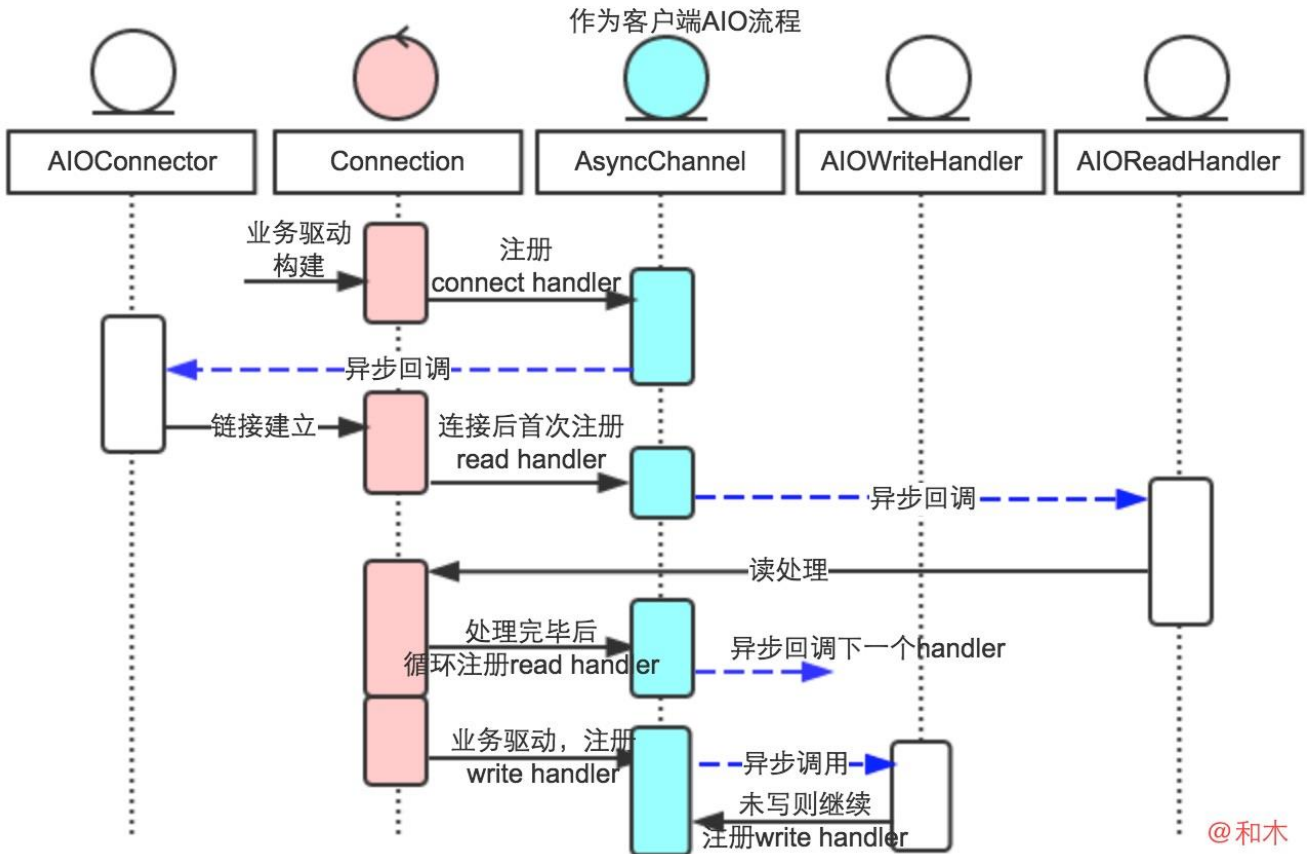 作为客户端AIO流程
AIOConnector
Connection
AsyncChannel
AIOWriteHandler
AIOReadHandler
业务驱动
构建
注册
connect handler
异步回调
链接建立
连接后首次注册
read handler
异步回调
读处理
处理完毕后
循环注册read handler
异步回调下一个handler
业务驱动，注册
write handler
异步调用
未写则继续
注册write handler
@和木